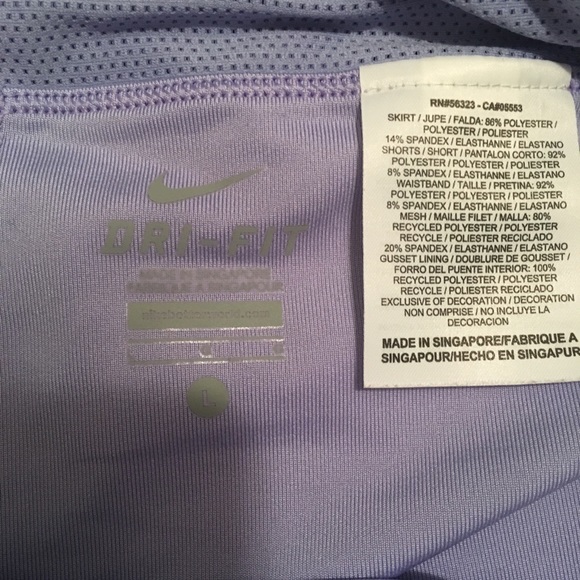 DRI-FIT
MADE IN SINGAPORE
FABRIQUÉ A SINGAPOUR
L
RN#56323 - CA#05553
SKIRT / JUPE / FALDA: 86% POLYESTER /
POLYESTER / POLIESTER
14% SPANDEX / ELASTHANNE / ELASTANO
SHORTS / SHORT / PANTALON CORTO: 92%
POLYESTER / POLYESTER / POLIESTER
8% SPANDEX / ELASTHANNE / ELASTANO
WAISTBAND / TAILLE / PRETINA: 92%
POLYESTER / POLYESTER / POLIESTER
8% SPANDEX / ELASTHANNE / ELASTANO
MESH / MAILLE FILET / MALLA: 80%
RECYCLED POLYESTER / POLYESTER
RECYCLE / POLIESTER RECICLADO
20% SPANDEX / ELASTHANNE / ELASTANO
GUSSET LINING / DOUBLURE DE GOUSSET /
FORRO DEL PUENTE INTERIOR: 100%
RECYCLED POLYESTER / POLYESTER
RECYCLE / POLIESTER RECICLADO
EXCLUSIVE OF DECORATION / DECORATION
NON COMPRISE / NO INCLUYE LA
DECORACION
MADE IN SINGAPORE/FABRIQUE A
SINGAPOUR/HECHO EN SINGAPUR